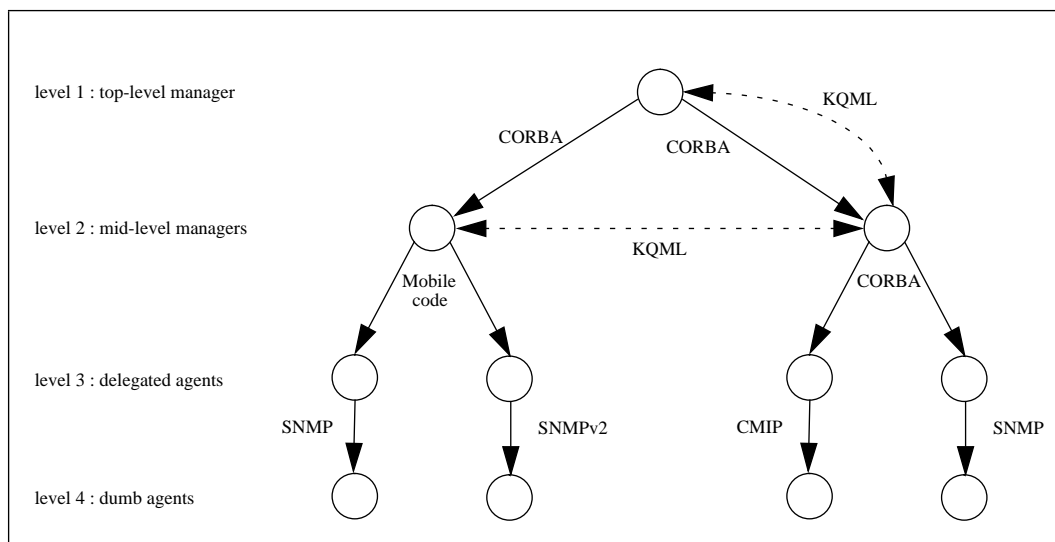 level 1 : top-level manager
KQML
CORBA
CORBA
level 2 : mid-level managers
KQML
Mobile
code
CORBA
level 3 : delegated agents
SNMP
SNMPv2
CMIP
SNMP
level 4 : dumb agents